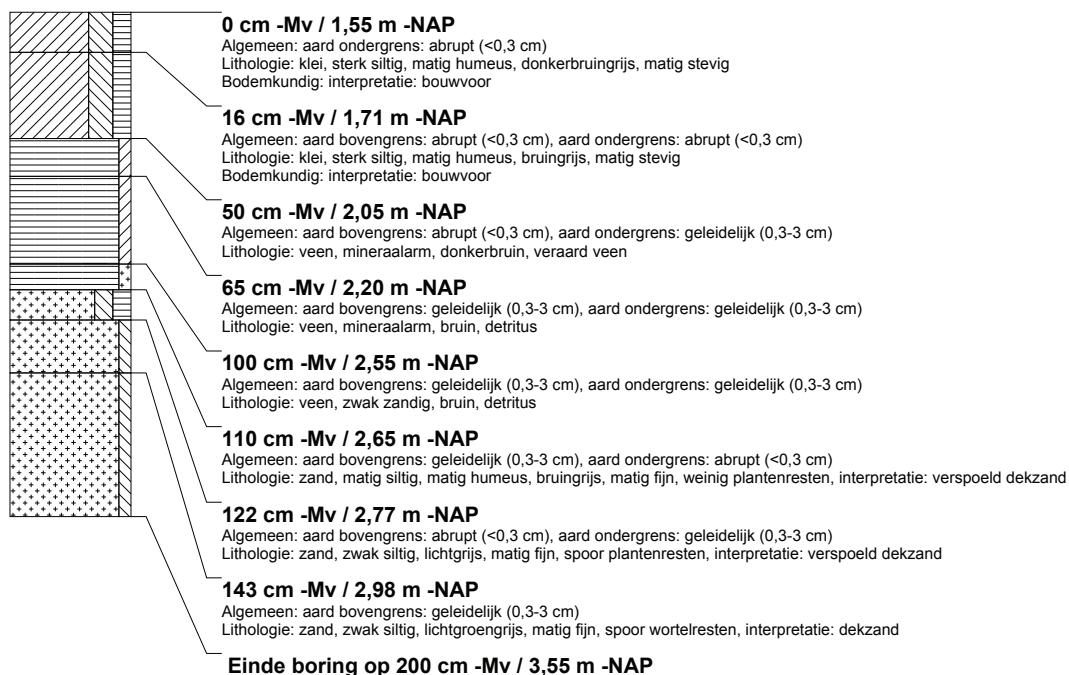 0 cm -Mv / 1,55 m -NAP
Algemeen: aard ondergrens: abrupt (<0,3 cm)
Lithologie: klei, sterk siltig, matig humeus, donkerbruingrijs, matig stevig
Bodemkundig: interpretatie: bouwvoor
16 cm -Mv / 1,71 m -NAP
Algemeen: aard bovengrens: abrupt (<0,3 cm), aard ondergrens: abrupt (<0,3 cm)
Lithologie: klei, sterk siltig, matig humeus, bruingrijs, matig stevig
Bodemkundig: interpretatie: bouwvoor
50 cm -Mv / 2,05 m -NAP
Algemeen: aard bovengrens: abrupt (<0,3 cm), aard ondergrens: geleidelijk (0,3-3 cm)
Lithologie: veen, mineraalarm, donkerbruin, veraard veen
65 cm -Mv / 2,20 m -NAP
Algemeen: aard bovengrens: geleidelijk (0,3-3 cm), aard ondergrens: geleidelijk (0,3-3 cm)
Lithologie: veen, mineraalarm, bruin, detritus
100 cm -Mv / 2,55 m -NAP
Algemeen: aard bovengrens: geleidelijk (0,3-3 cm), aard ondergrens: geleidelijk (0,3-3 cm)
Lithologie: veen, zwak zandig, bruin, detritus
110 cm -Mv / 2,65 m -NAP
Algemeen: aard bovengrens: geleidelijk (0,3-3 cm), aard ondergrens: abrupt (<0,3 cm)
Lithologie: zand, matig siltig, matig humeus, bruingrijs, matig fijn, weinig plantenresten, interpretatie: verspoeld dekzand
122 cm -Mv / 2,77 m -NAP
Algemeen: aard bovengrens: abrupt (<0,3 cm), aard ondergrens: geleidelijk (0,3-3 cm)
Lithologie: zand, zwak siltig, lichtgrijs, matig fijn, spoor plantenresten, interpretatie: verspoeld dekzand
143 cm -Mv / 2,98 m -NAP
Algemeen: aard bovengrens: geleidelijk (0,3-3 cm)
Lithologie: zand, zwak siltig, lichtgroengrijs, matig fijn, spoor wortelresten, interpretatie: dekzand
Einde boring op 200 cm -Mv / 3,55 m -NAP